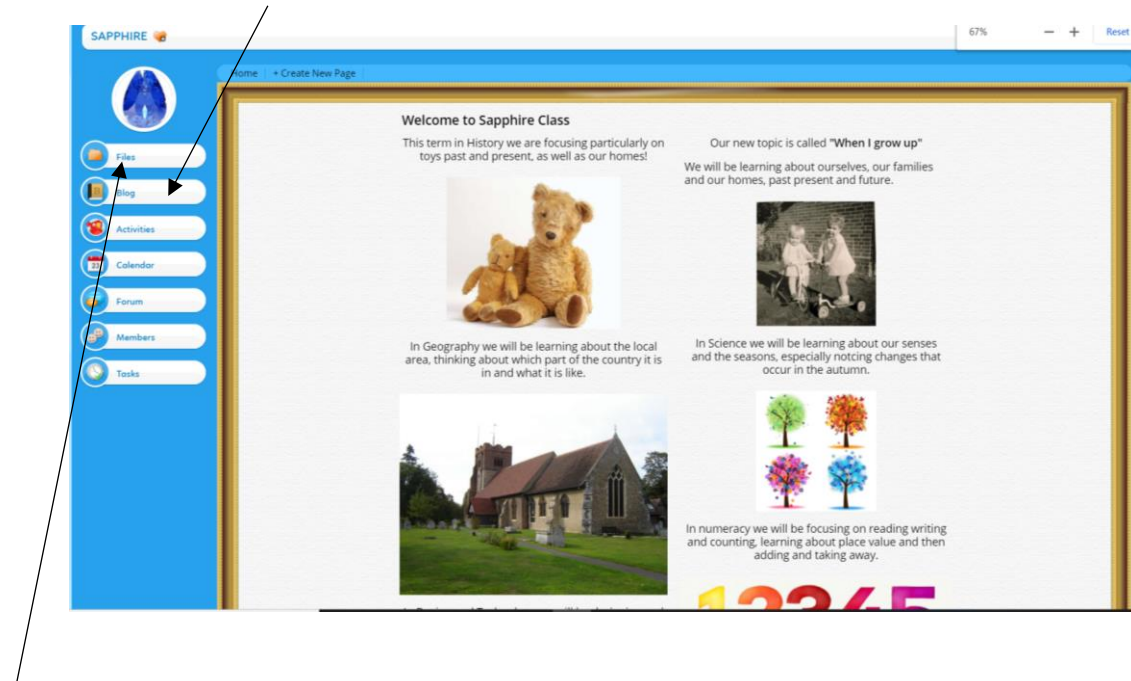 SAPPHIRE
67%
Reset
Home
+ Create New Page
Files
Blog
Activities
23
Calendar
Forum
Members
Tasks
Welcome to Sapphire Class
This term in History we are focusing particularly on
toys past and present, as well as our homes!
In Geography we will be learning about the local
area, thinking about which part of the country it is
in and what it is like.
Our new topic is called "When I grow up"
We will be learning about ourselves, our families
and our homes, past present and future.
In Science we will be learning about our senses
and the seasons, especially notcing changes that
occur in the autumn.
In numeracy we will be focusing on reading writing
and counting, learning about place value and then
adding and taking away.
12345